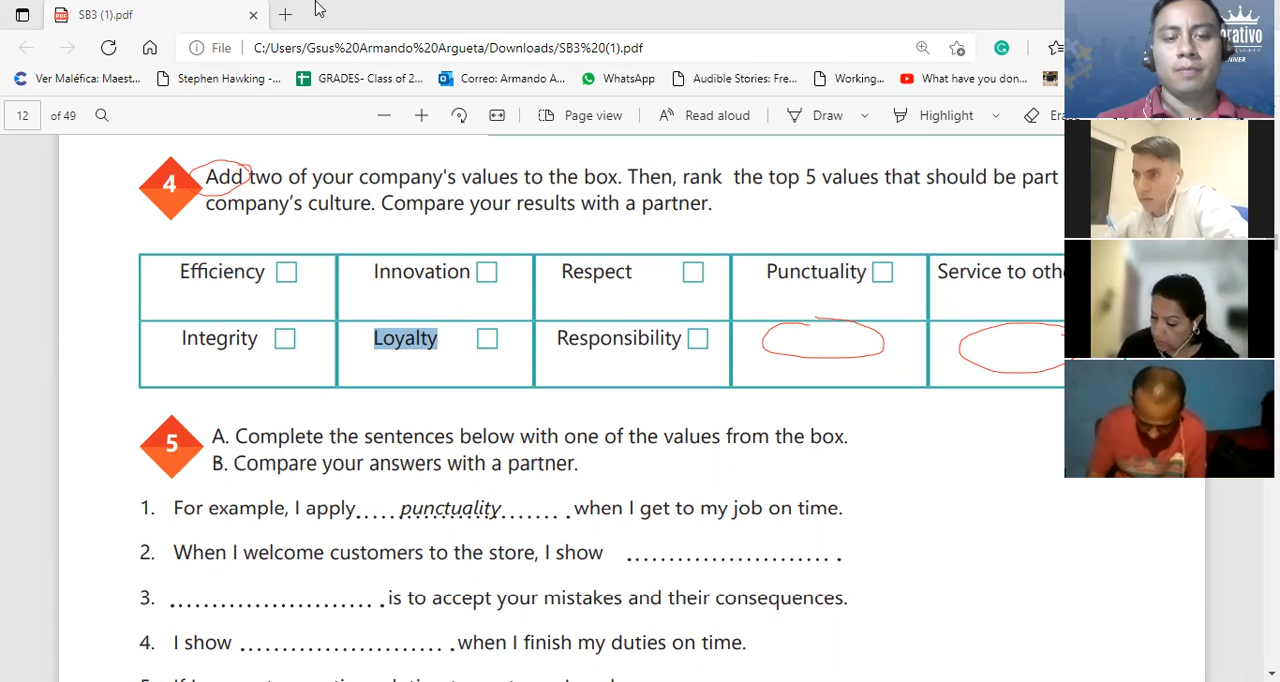 SB3 (1).pdf
File C:/Users/Gsus%20Armando%20Argueta/Downloads/SB3%20(1).pdf
orativo
Ver Maléfica: Maest... Stephen Hawking -... GRADES- Class of 2... Correo: Armando A... WhatsApp Audible Stories: Fre... Working... What have you don...
12 of 49 Page view Read aloud Draw Highlight Er
4 Add two of your company's values to the box. Then, rank the top 5 values that should be part
company's culture. Compare your results with a partner.
Efficiency Innovation Respect Punctuality Service to oth
Integrity Loyalty Responsibility
5 A. Complete the sentences below with one of the values from the box.
B. Compare your answers with a partner.
1. For example, I apply.....punctuality....... .when I get to my job on time.
2. When I welcome customers to the store, I show ....................... .
3. ....................... .is to accept your mistakes and their consequences.
4. I show ....................... .when I finish my duties on time.